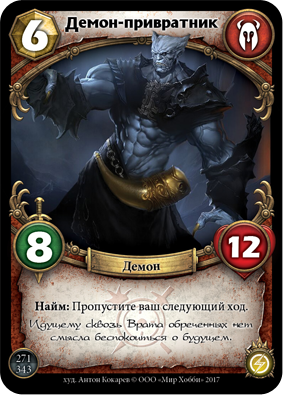 6
Демон-привратник
8
12
Демон
Найм: Пропустите ваш следующий ход.
Идущему сквозь Врата обреченных нет
смысла беспокоиться о будущем.
271
343
худ. Антон Кокарев © ООО «Мир Хобби» 2017